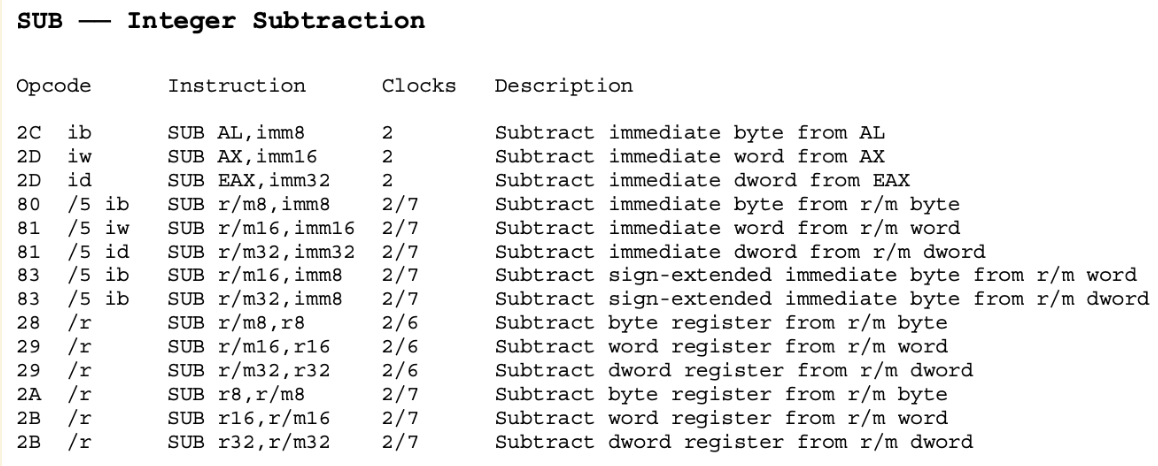 SUB — Integer Subtraction
Opcode Instruction Clocks Description
2C ib SUB AL,imm8 2 Subtract immediate byte from AL
2D iw SUB AX,imm16 2 Subtract immediate word from AX
2D id SUB EAX,imm32 2 Subtract immediate dword from EAX
80 /5 ib SUB r/m8,imm8 2/7 Subtract immediate byte from r/m byte
81 /5 iw SUB r/m16,imm16 2/7 Subtract immediate word from r/m word
81 /5 id SUB r/m32,imm32 2/7 Subtract immediate dword from r/m dword
83 /5 ib SUB r/m16,imm8 2/7 Subtract sign-extended immediate byte from r/m word
83 /5 ib SUB r/m32,imm8 2/7 Subtract sign-extended immediate byte from r/m dword
28 /r SUB r/m8,r8 2/6 Subtract byte register from r/m byte
29 /r SUB r/m16,r16 2/6 Subtract word register from r/m word
29 /r SUB r/m32,r32 2/6 Subtract dword register from r/m dword
2A /r SUB r8,r/m8 2/7 Subtract byte register from r/m byte
2B /r SUB r16,r/m16 2/7 Subtract word register from r/m word
2B /r SUB r32,r/m32 2/7 Subtract dword register from r/m dword